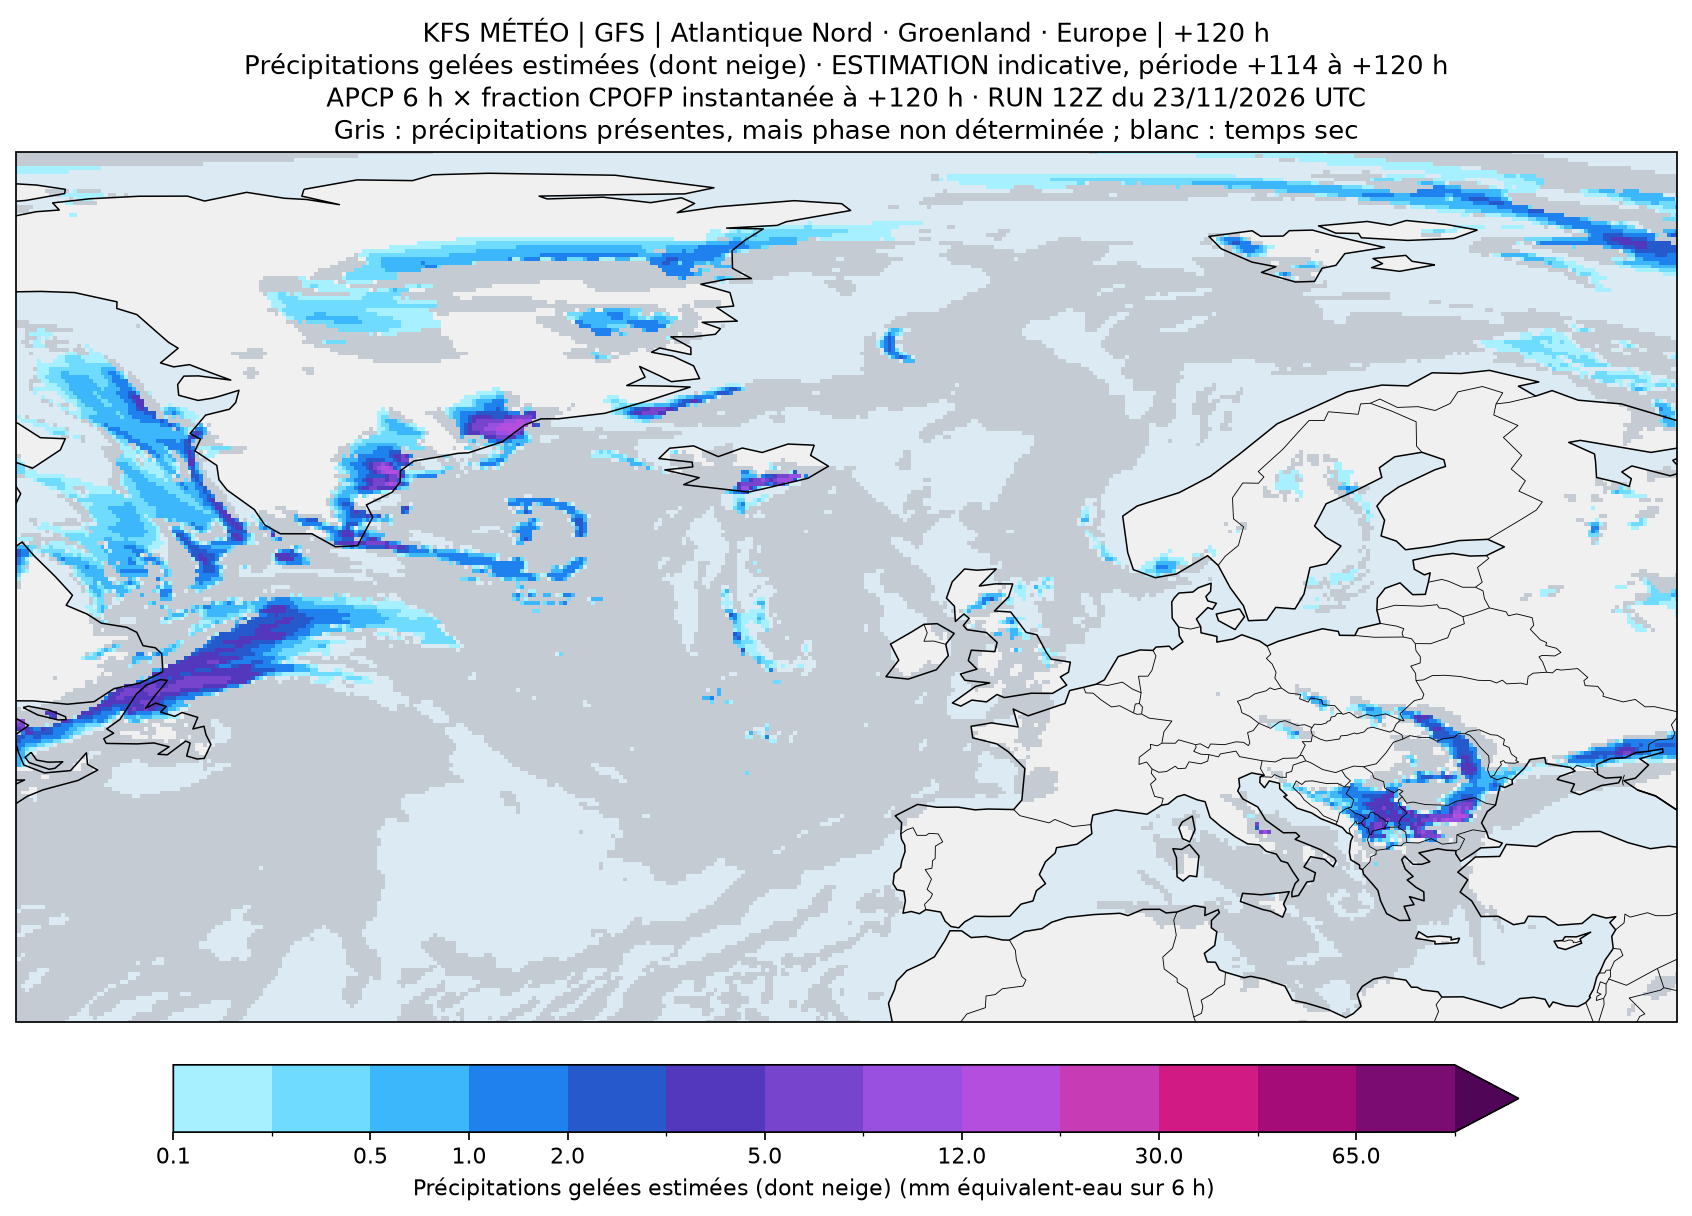 KFS MÉTÉO | GFS | Atlantique Nord · Groenland · Europe | +120 h
Précipitations gelées estimées (dont neige) · ESTIMATION indicative, période +114 à +120 h
APCP 6 h × fraction CPOFP instantanée à +120 h · RUN 12Z du 23/11/2026 UTC
Gris : précipitations présentes, mais phase non déterminée ; blanc : temps sec
0.1 0.5 1.0 2.0 5.0 12.0 30.0 65.0
Précipitations gelées estimées (dont neige) (mm équivalent-eau sur 6 h)